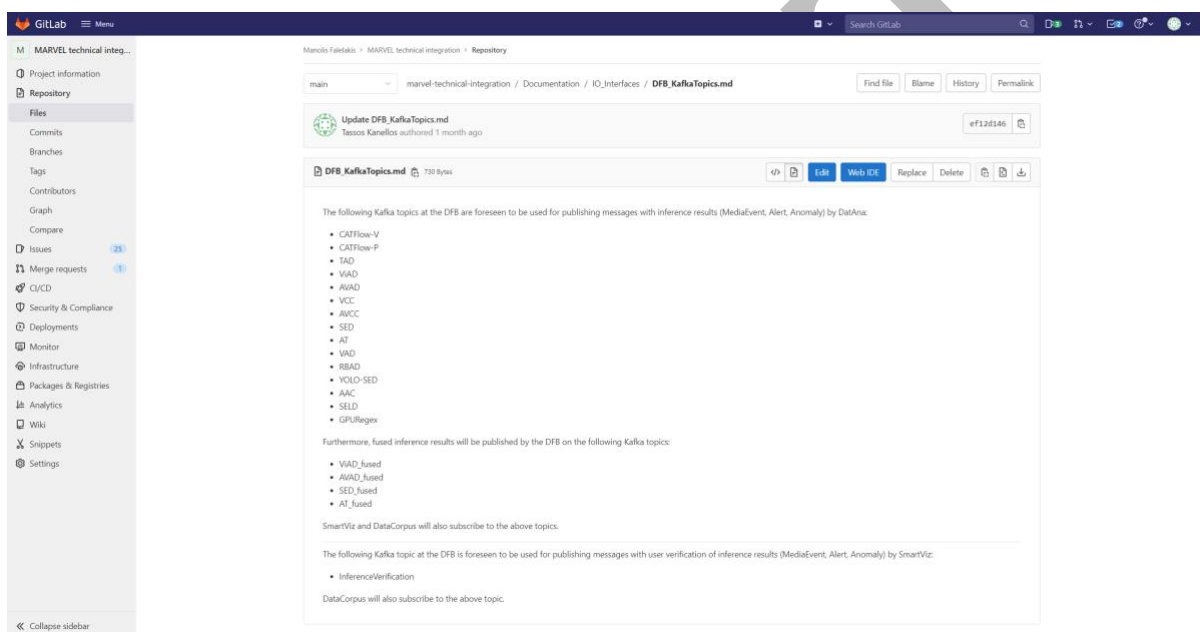 GitLab Menu Search GitLab
M MARVEL technical integ...
Project information
Repository
Files
Commits
Branches
Tags
Contributors
Graph
Compare
Issues 25
Merge requests 1
CI/CD
Security & Compliance
Deployments
Monitor
Infrastructure
Packages & Registries
Analytics
Wiki
Snippets
Settings
Collapse sidebar
Manolis Falelakis > MARVEL technical integration > Repository
main marvel-technical-integration / Documentation / IO_Interfaces / DFB_KafkaTopics.md Find file Blame History Permalink
Update DFB_KafkaTopics.md
Tassos Kanellos authored 1 month ago
ef12d146
DFB_KafkaTopics.md 730 Bytes Edit Web IDE Replace Delete
The following Kafka topics at the DFB are foreseen to be used for publishing messages with inference results (MediaEvent, Alert, Anomaly) by DatAna:
• CATFlow-V
• CATFlow-P
• TAD
• ViAD
• AVAD
• VCC
• AVCC
• SED
• AT
• VAD
• RBAD
• YOLO-SED
• AAC
• SELD
• GPURegex
Furthermore, fused inference results will be published by the DFB on the following Kafka topics:
• ViAD_fused
• AVAD_fused
• SED_fused
• AT_fused
SmartViz and DataCorpus will also subscribe to the above topics.
The following Kafka topic at the DFB is foreseen to be used for publishing messages with user verification of inference results (MediaEvent, Alert, Anomaly) by SmartViz:
• InferenceVerification
DataCorpus will also subscribe to the above topic.